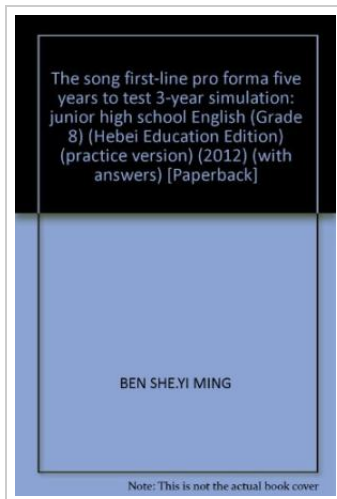 The song first-line pro forma five
years to test 3-year simulation:
junior high school English (Grade
8) (Hebei Education Edition)
(practice version) (2012) (with
answers) [Paperback]
BEN SHE.YI MING
Note: This is not the actual book cover